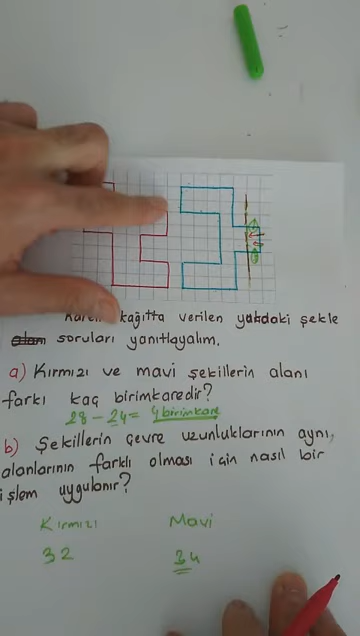 kağıtta verilen yukdaki şekle
soruları yanıtlayalım.
a) Kırmızı ve mavi şekillerin alanı
farkı kaç birimkaredir?
28 - 24 = 4 birimkare
b) Şekillerin çevre uzunluklarının aynı,
alanlarının farklı olması için nasıl bir
işlem uygulanır?
Kırmızı Mavi
32 34